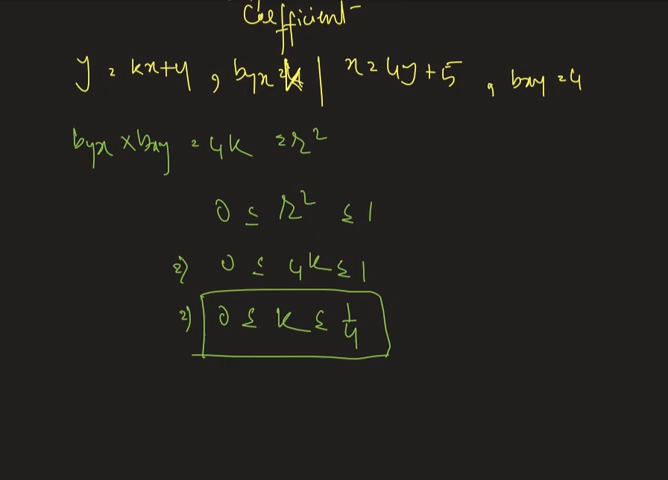 Coefficient
y = kx+4, byx = k | x = 4y+5, bxy = 4
byx × bxy = 4k = r²
0 ≤ r² ≤ 1
⇒ 0 ≤ 4k ≤ 1
⇒ 0 ≤ k ≤ 1/4